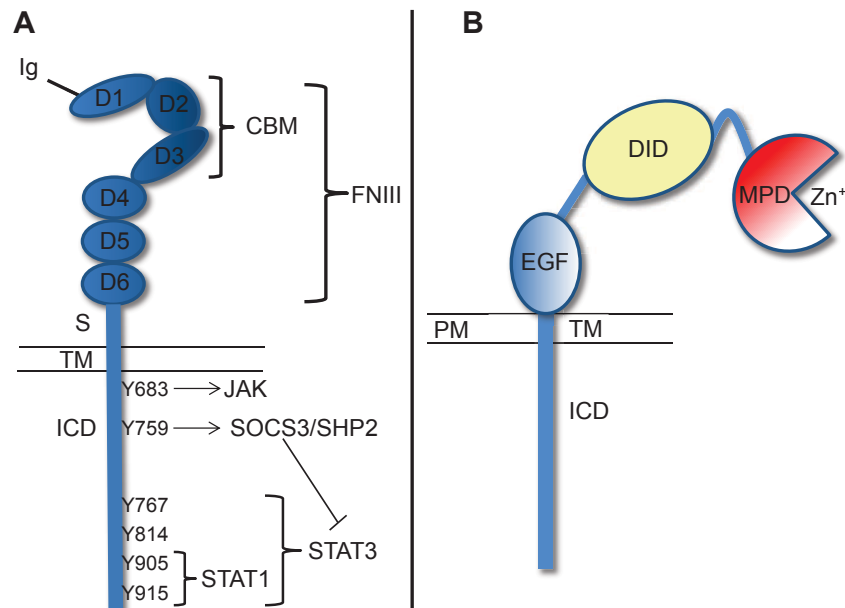 A
Ig
D1
D2
D3
CBM
D4
D5
D6
FNIII
S
TM
Y683
JAK
ICD
Y759
SOCS3/SHP2
Y767
Y814
Y905
Y915
STAT1
STAT3
B
DID
MPD
Zn+
EGF
PM
TM
ICD